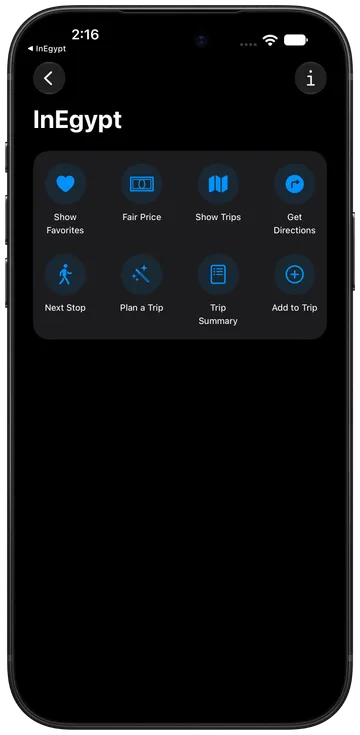 2:16
◀ InEgypt
InEgypt
Show
Favorites
Fair Price
Show Trips
Get
Directions
Next Stop
Plan a Trip
Trip
Summary
Add to Trip